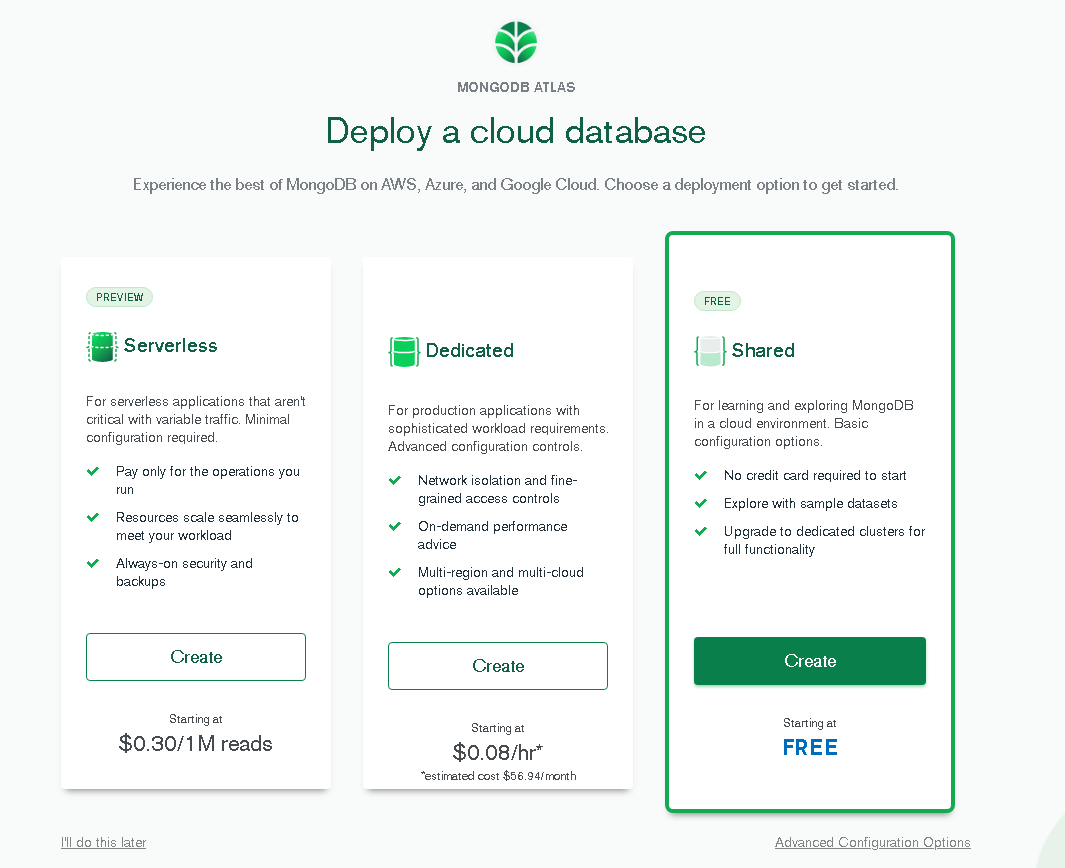 MONGODB ATLAS
Deploy a cloud database
Experience the best of MongoDB on AWS, Azure, and Google Cloud. Choose a deployment option to get started.
PREVIEW
Serverless
For serverless applications that aren't
critical with variable traffic. Minimal
configuration required.
Pay only for the operations you
run
Resources scale seamlessly to
meet your workload
Always-on security and
backups
Create
Starting at
$0.30/1M reads
Dedicated
For production applications with
sophisticated workload requirements.
Advanced configuration controls.
Network isolation and fine-
grained access controls
On-demand performance
advice
Multi-region and multi-cloud
options available
Create
Starting at
$0.08/hr*
*estimated cost $56.94/month
FREE
Shared
For learning and exploring MongoDB
in a cloud environment. Basic
configuration options.
No credit card required to start
Explore with sample datasets
Upgrade to dedicated clusters for
full functionality
Create
Starting at
FREE
I'll do this later
Advanced Configuration Options